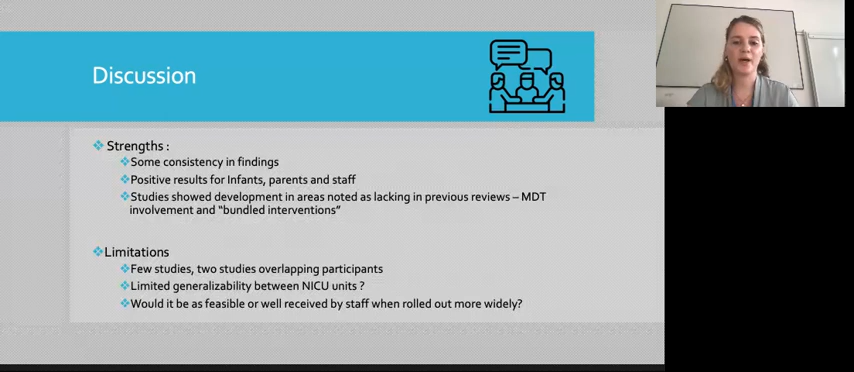 Discussion
Strengths :
Some consistency in findings
Positive results for Infants, parents and staff
Studies showed development in areas noted as lacking in previous reviews – MDT
involvement and “bundled interventions”
Limitations
Few studies, two studies overlapping participants
Limited generalizability between NICU units ?
Would it be as feasible or well received by staff when rolled out more widely?